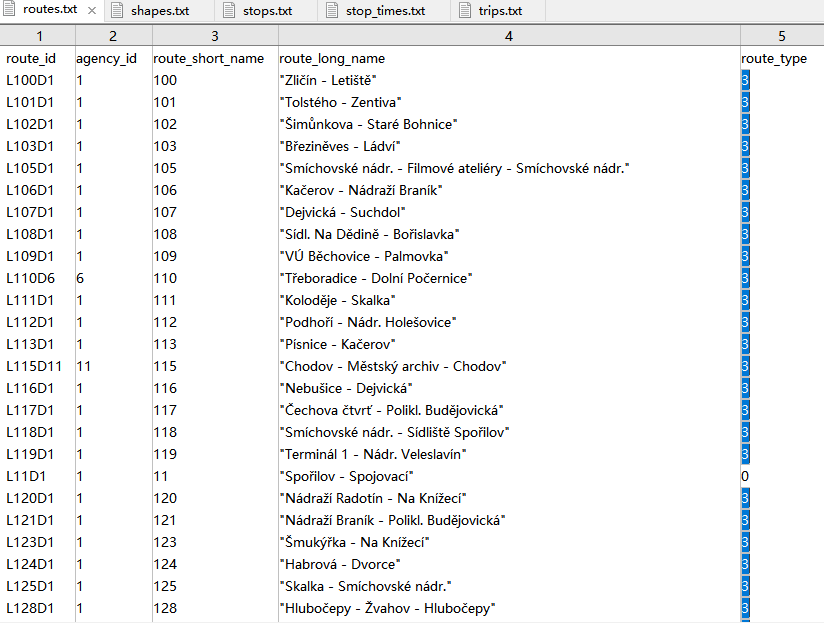 routes.txt × shapes.txt stops.txt stop_times.txt trips.txt
1 2 3 4 5
route_id agency_id route_short_name route_long_name route_type
L100D1 1 100 "Zličín - Letiště" 3
L101D1 1 101 "Tolstého - Zentiva" 3
L102D1 1 102 "Šimůnkova - Staré Bohnice" 3
L103D1 1 103 "Březiněves - Ládví" 3
L105D1 1 105 "Smíchovské nádr. - Filmové ateliéry - Smíchovské nádr." 3
L106D1 1 106 "Kačerov - Nádraží Braník" 3
L107D1 1 107 "Dejvická - Suchdol" 3
L108D1 1 108 "Sídl. Na Dědině - Bořislavka" 3
L109D1 1 109 "VÚ Běchovice - Palmovka" 3
L110D6 6 110 "Třeboradice - Dolní Počernice" 3
L111D1 1 111 "Koloděje - Skalka" 3
L112D1 1 112 "Podhoří - Nádr. Holešovice" 3
L113D1 1 113 "Písnice - Kačerov" 3
L115D11 11 115 "Chodov - Městský archiv - Chodov" 3
L116D1 1 116 "Nebušice - Dejvická" 3
L117D1 1 117 "Čechova čtvrť - Polikl. Budějovická" 3
L118D1 1 118 "Smíchovské nádr. - Sídliště Spořilov" 3
L119D1 1 119 "Terminál 1 - Nádr. Veleslavín" 3
L11D1 1 11 "Spořilov - Spojovací" 0
L120D1 1 120 "Nádraží Radotín - Na Knížecí" 3
L121D1 1 121 "Nádraží Braník - Polikl. Budějovická" 3
L123D1 1 123 "Šmukýřka - Na Knížecí" 3
L124D1 1 124 "Habrová - Dvorce" 3
L125D1 1 125 "Skalka - Smíchovské nádr." 3
L128D1 1 128 "Hlubočepy - Žvahov - Hlubočepy" 3